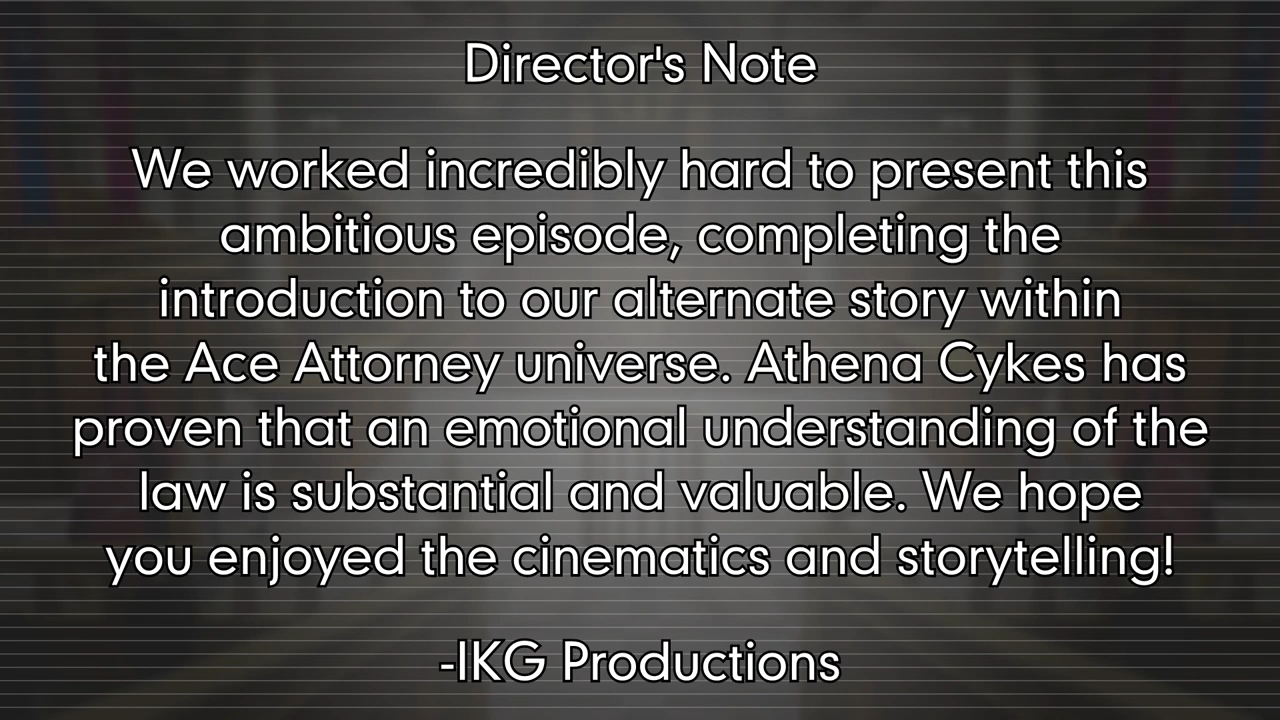 Director's Note
We worked incredibly hard to present this
ambitious episode, completing the
introduction to our alternate story within
the Ace Attorney universe. Athena Cykes has
proven that an emotional understanding of the
law is substantial and valuable. We hope
you enjoyed the cinematics and storytelling!
-IKG Productions